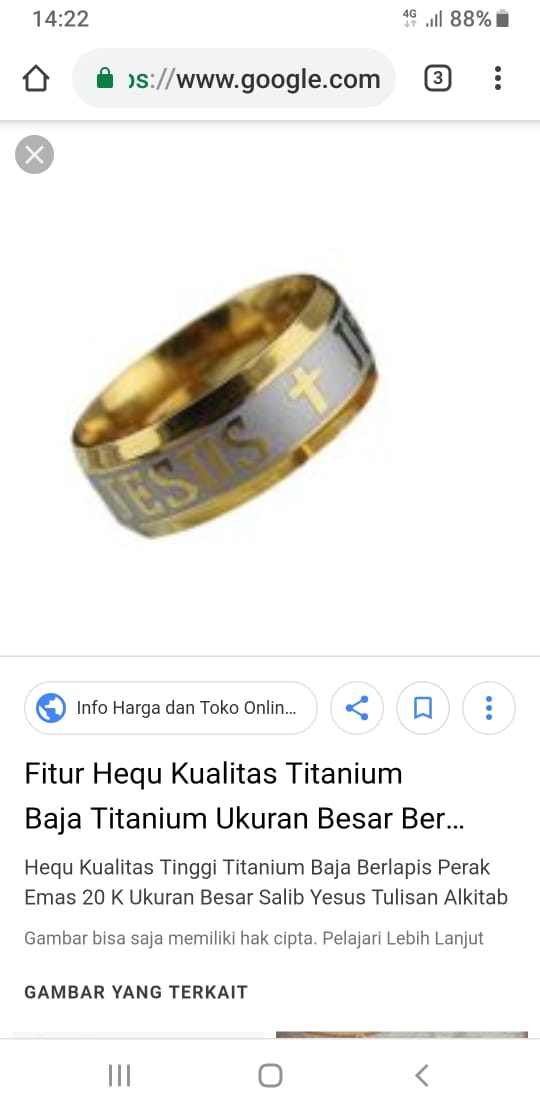 14:22
4G 88%
ps://www.google.com
3
JESUS
Info Harga dan Toko Onlin...
Fitur Hequ Kualitas Titanium
Baja Titanium Ukuran Besar Ber...
Hequ Kualitas Tinggi Titanium Baja Berlapis Perak
Emas 20 K Ukuran Besar Salib Yesus Tulisan Alkitab
Gambar bisa saja memiliki hak cipta. Pelajari Lebih Lanjut
GAMBAR YANG TERKAIT